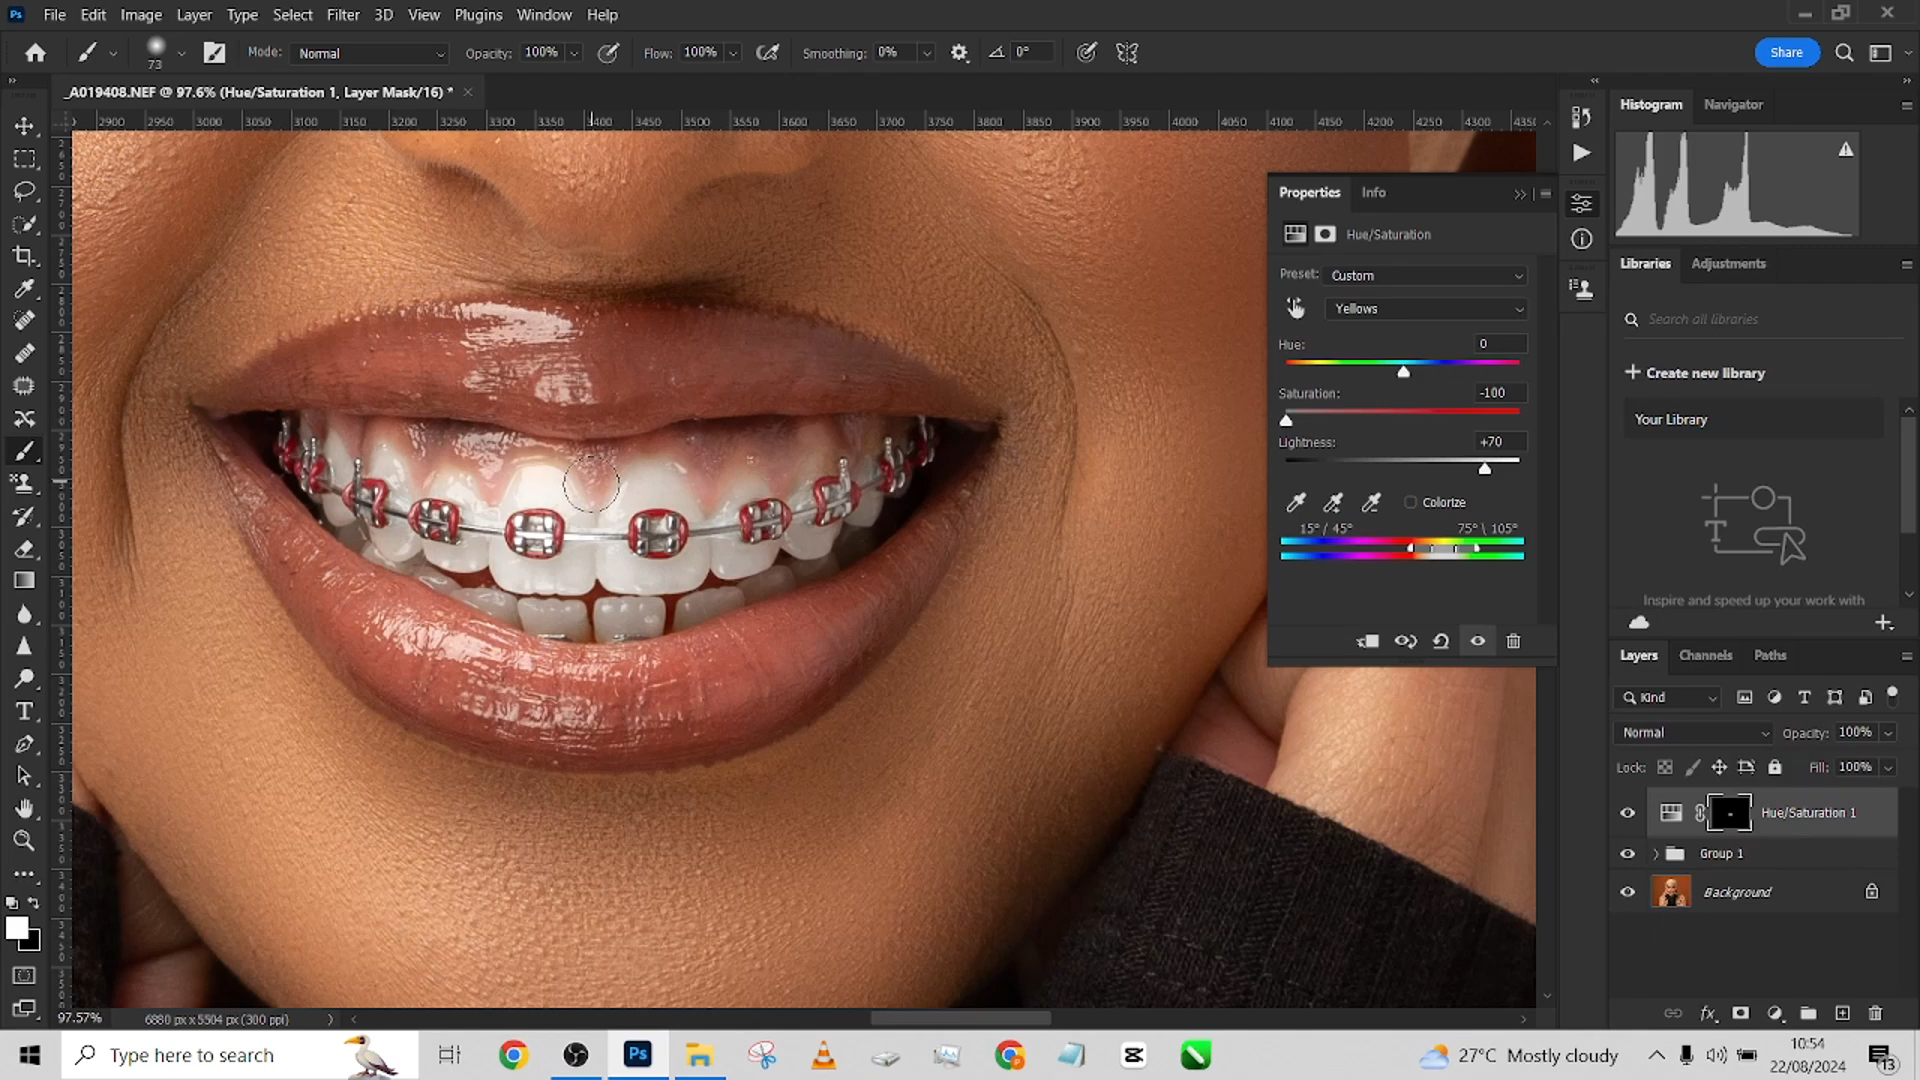 Ps File Edit Image Layer Type Select Filter 3D View Plugins Window Help
73 Mode: Normal Opacity: 100% Flow: 100% Smoothing: 0% 0° Share
_A019408.NEF @ 97.6% (Hue/Saturation 1, Layer Mask/16) *
2900 2950 3000 3050 3100 3150 3200 3250 3300 3350 3400 3450 3500 3550 3600 3650 3700 3750 3800 3850 3900 3950 4000 4050 4100 4150 4200 4250 4300 4350
Histogram Navigator
Properties Info
Hue/Saturation
Preset: Custom
Yellows
Hue: 0
Saturation: -100
Lightness: +70
Colorize
15° / 45° 75° \ 105°
Libraries Adjustments
Search all libraries
Create new library
Your Library
Inspire and speed up your work with
Layers Channels Paths
Kind
Normal Opacity: 100%
Lock: Fill: 100%
Hue/Saturation 1
Group 1
Background
97.57% 6880 px x 5504 px (300 ppi)
Type here to search
Ps
27°C Mostly cloudy
10:54
22/08/2024
13